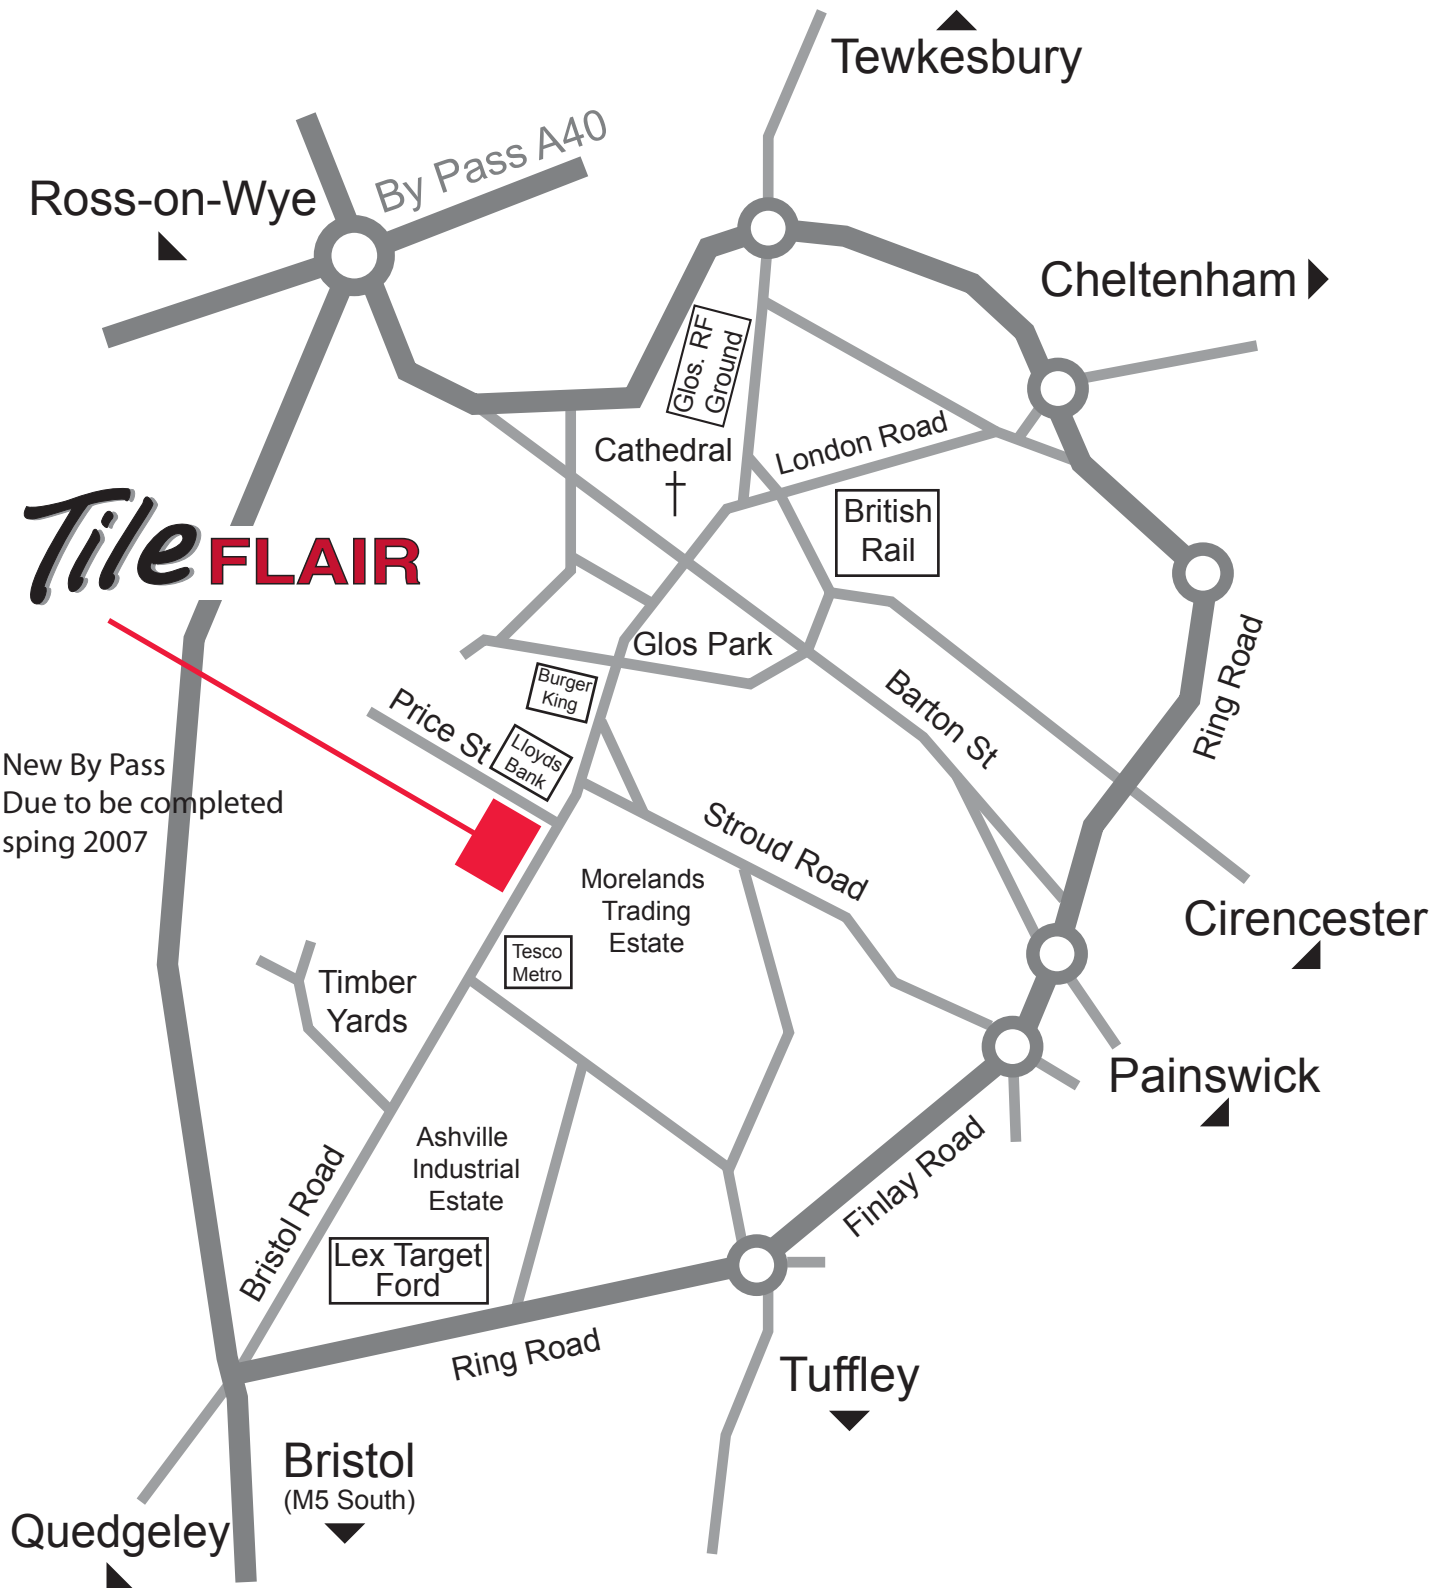 Tewkesbury
By Pass A40
Ross-on-Wye
Cheltenham
Glos. RF
Ground
London Road
Cathedral
British
Rail
Tile FLAIR
Glos Park
Ring Road
Burger
King
Price St
Barton St
Lloyds
Bank
New By Pass
Due to be completed
sping 2007
Stroud Road
Morelands
Trading
Estate
Cirencester
Tesco
Metro
Timber
Yards
Painswick
Ashville
Industrial
Estate
Finlay Road
Bristol Road
Lex Target
Ford
Ring Road
Tuffley
Bristol
(M5 South)
Quedgeley